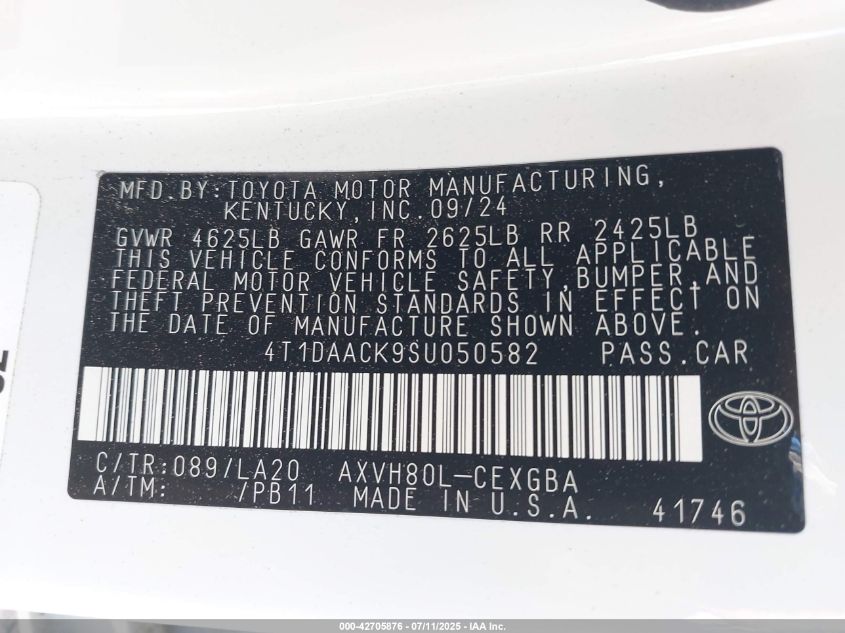 MFD.BY:TOYOTA MOTOR MANUFACTURING,
KENTUCKY,INC.09/24
GVWR 4625LB GAWR FR 2625LB RR 2425LB
THIS VEHICLE CONFORMS TO ALL APPLICABLE
FEDERAL MOTOR VEHICLE SAFETY,BUMPER,AND
THEFT PREVENTION STANDARDS IN EFFECT ON
THE DATE OF MANUFACTURE SHOWN ABOVE.
4T1DAACK9SU050582 PASS.CAR
C/TR:089/LA20 AXVH80L-CEXGBA
A/TM: /PB11 MADE IN U.S.A. 41746
000-42705876 - 07/11/2025 - IAA Inc.